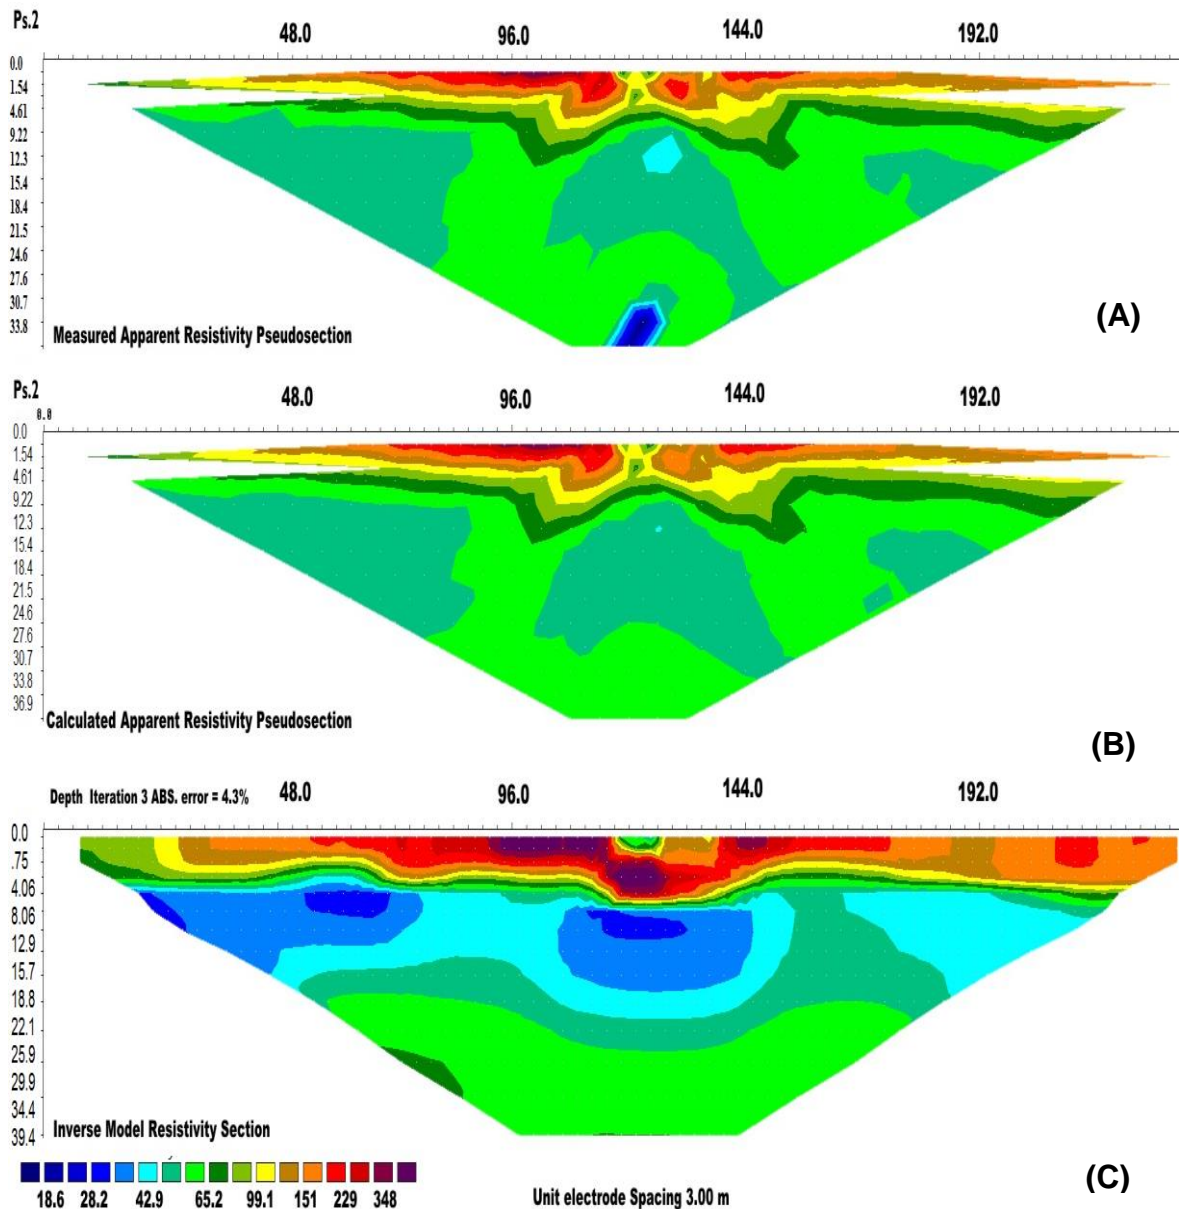 Ps.2
48.0 96.0 144.0 192.0
0.0
1.54
4.61
9.22
12.3
15.4
18.4
21.5
24.6
27.6
30.7
33.8
Measured Apparent Resistivity Pseudosection
(A)
Ps.2
48.0 96.0 144.0 192.0
0.0
0.0
1.54
4.61
9.22
12.3
15.4
18.4
21.5
24.6
27.6
30.7
33.8
36.9
Calculated Apparent Resistivity Pseudosection
(B)
Depth Iteration 3 ABS. error = 4.3% 48.0 96.0 144.0 192.0
0.0
.75
4.06
8.06
12.9
15.7
18.8
22.1
25.9
29.9
34.4
39.4
Inverse Model Resistivity Section
18.6 28.2 42.9 65.2 99.1 151 229 348
Unit electrode Spacing 3.00 m
(C)